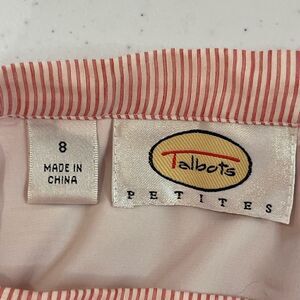 8
MADE IN
CHINA
Talbots
PETITES